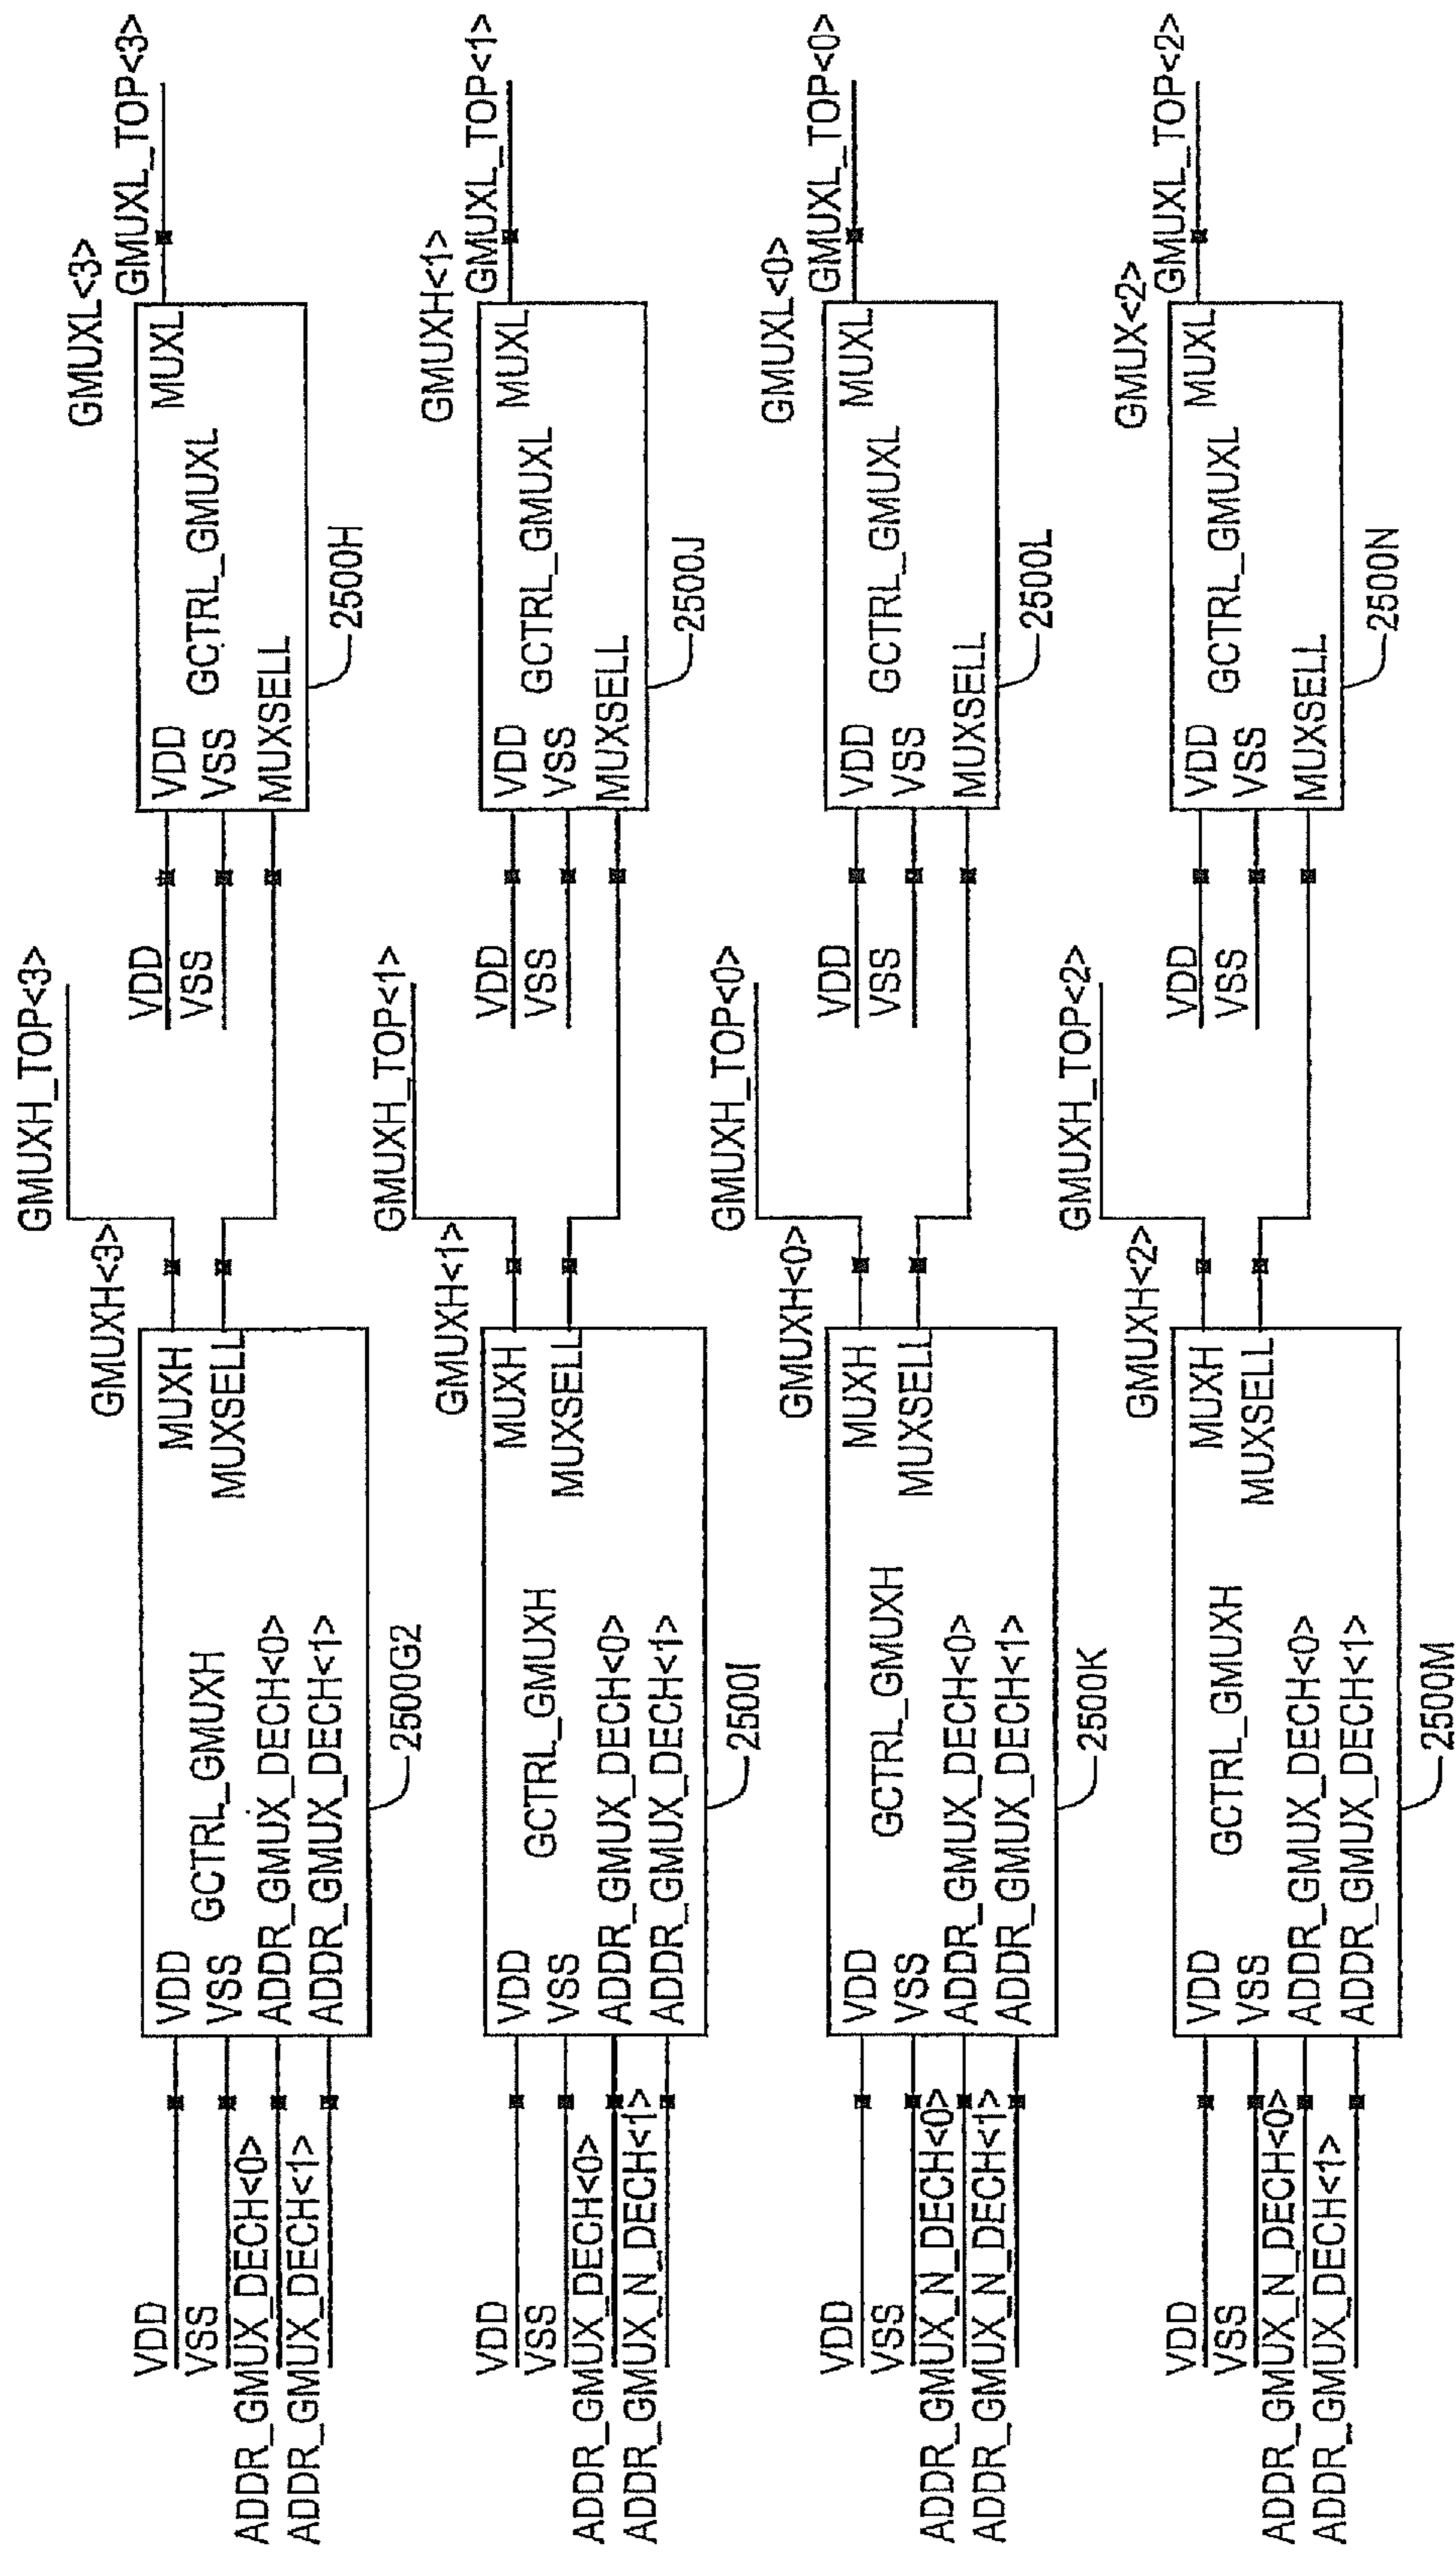 GMUXH_TOP<3>
GMUXH<3>
GMUXL<3>
GMUXL_TOP<3>
VDD
VSS
ADDR_GMUX_DECH<0>
ADDR_GMUX_DECH<1>
VDD
VSS
GCTRL_GMUXH
ADDR_GMUX_DECH<0>
ADDR_GMUX_DECH<1>
MUXH
MUXSELL
2500G2
VDD
VSS
VDD
VSS
GCTRL_GMUXL
MUXSELL
MUXL
2500H
GMUXH_TOP<1>
GMUXH<1>
GMUXH<1>
GMUXL_TOP<1>
VDD
VSS
ADDR_GMUX_DECH<0>
ADDR_GMUX_N_DECH<1>
VDD
VSS
GCTRL_GMUXH
ADDR_GMUX_DECH<0>
ADDR_GMUX_DECH<1>
MUXH
MUXSELL
2500I
VDD
VSS
VDD
VSS
GCTRL_GMUXL
MUXSELL
MUXL
2500J
GMUXH_TOP<0>
GMUXH<0>
GMUXL<0>
GMUXL_TOP<0>
VDD
VSS
ADDR_GMUX_N_DECH<0>
ADDR_GMUX_N_DECH<1>
VDD
VSS
GCTRL_GMUXH
ADDR_GMUX_DECH<0>
ADDR_GMUX_DECH<1>
MUXH
MUXSELL
2500K
VDD
VSS
VDD
VSS
GCTRL_GMUXL
MUXSELL
MUXL
2500L
GMUXH_TOP<2>
GMUXH<2>
GMUX<2>
GMUXL_TOP<2>
VDD
VSS
ADDR_GMUX_N_DECH<0>
ADDR_GMUX_DECH<1>
VDD
VSS
GCTRL_GMUXH
ADDR_GMUX_DECH<0>
ADDR_GMUX_DECH<1>
MUXH
MUXSELL
2500M
VDD
VSS
VDD
VSS
GCTRL_GMUXL
MUXSELL
MUXL
2500N